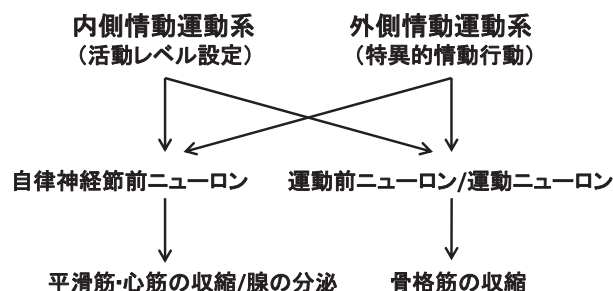 内側情動運動系 外側情動運動系
（活動レベル設定） （特異的情動行動）
自律神経節前ニューロン 運動前ニューロン/運動ニューロン
平滑筋・心筋の収縮/腺の分泌 骨格筋の収縮